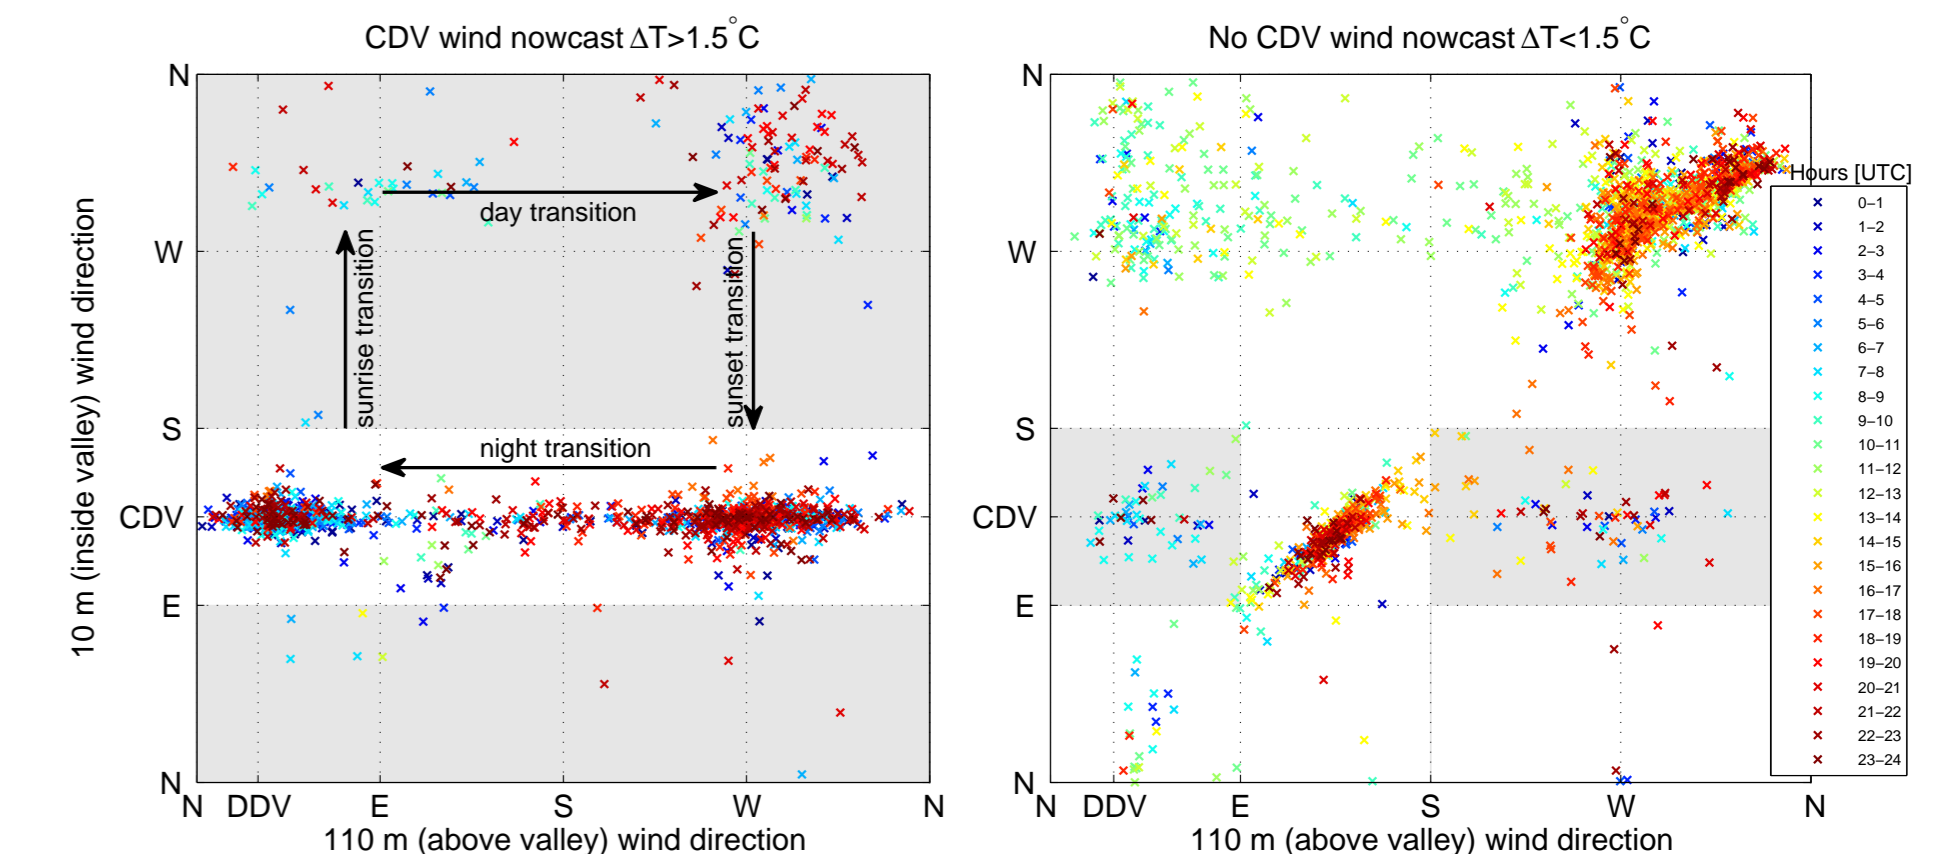 CDV wind nowcast ΔT>1.5°C
N
W
S
CDV
E
N
10 m (inside valley) wind direction
day transition
sunrise transition
sunset transition
night transition
N DDV E S W N
110 m (above valley) wind direction
No CDV wind nowcast ΔT<1.5°C
N
W
S
CDV
E
N
N DDV E S W N
110 m (above valley) wind direction
Hours [UTC]
0–1
1–2
2–3
3–4
4–5
5–6
6–7
7–8
8–9
9–10
10–11
11–12
12–13
13–14
14–15
15–16
16–17
17–18
18–19
19–20
20–21
21–22
22–23
23–24